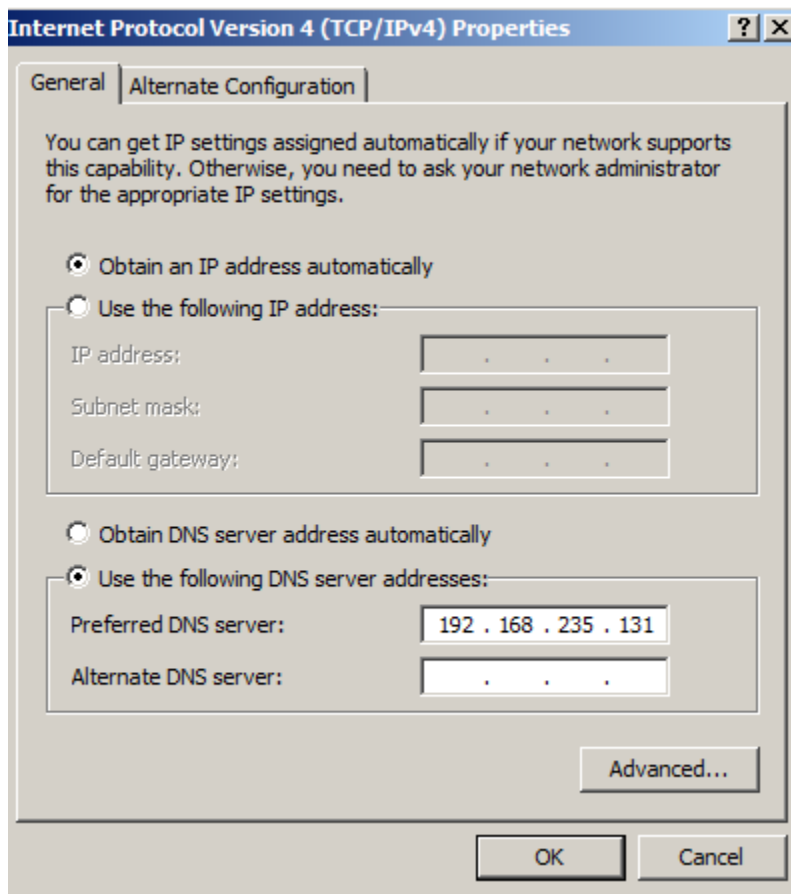 Internet Protocol Version 4 (TCP/IPv4) Properties
General
Alternate Configuration
You can get IP settings assigned automatically if your network supports
this capability. Otherwise, you need to ask your network administrator
for the appropriate IP settings.
Obtain an IP address automatically
Use the following IP address:
IP address: . . .
Subnet mask: . . .
Default gateway: . . .
Obtain DNS server address automatically
Use the following DNS server addresses:
Preferred DNS server: 192 . 168 . 235 . 131
Alternate DNS server: . . .
Advanced...
OK
Cancel